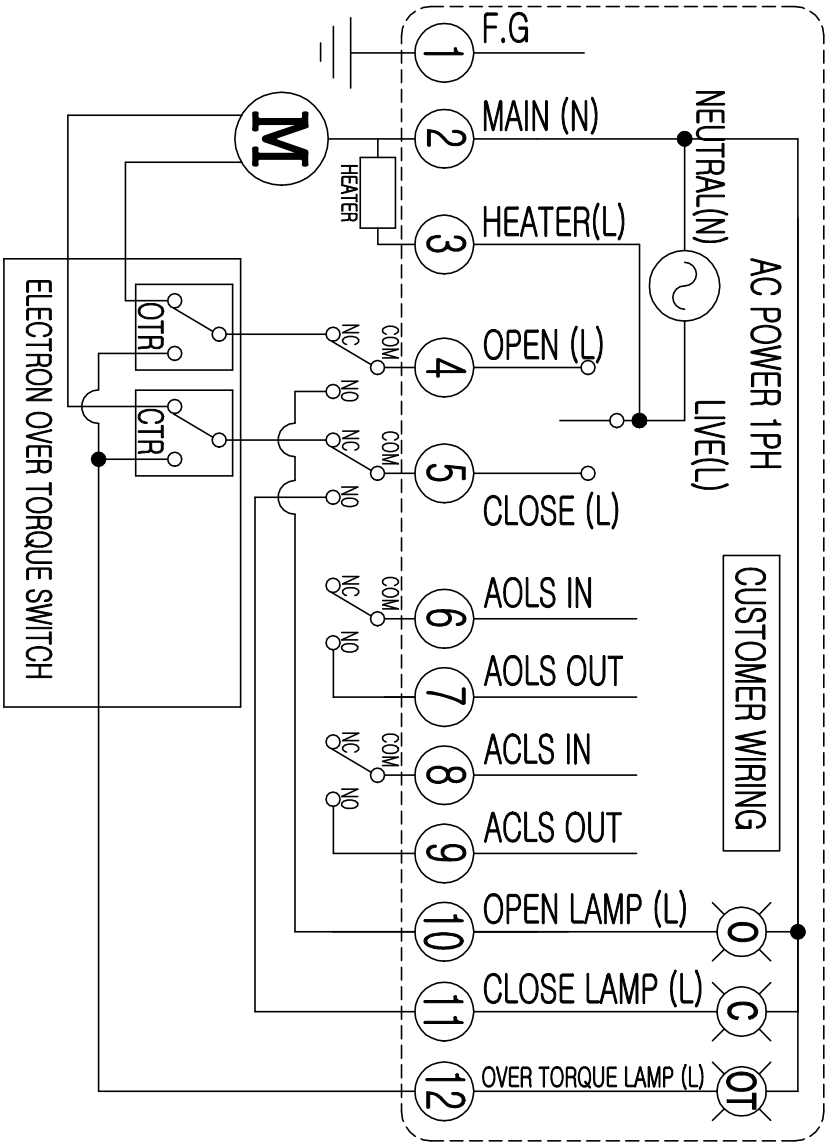 1
F.G
2
MAIN (N)
NEUTRAL(N)
M
HEATER
3
HEATER(L)
AC POWER 1PH
ELECTRON OVER TORQUE SWITCH
OTR
NC
COM
NO
4
OPEN (L)
LIVE(L)
CTR
NC
COM
NO
5
CLOSE (L)
CUSTOMER WIRING
NC
COM
NO
6
AOLS IN
7
AOLS OUT
NC
COM
NO
8
ACLS IN
9
ACLS OUT
10
OPEN LAMP (L)
O
11
CLOSE LAMP (L)
C
12
OVER TORQUE LAMP (L)
OT